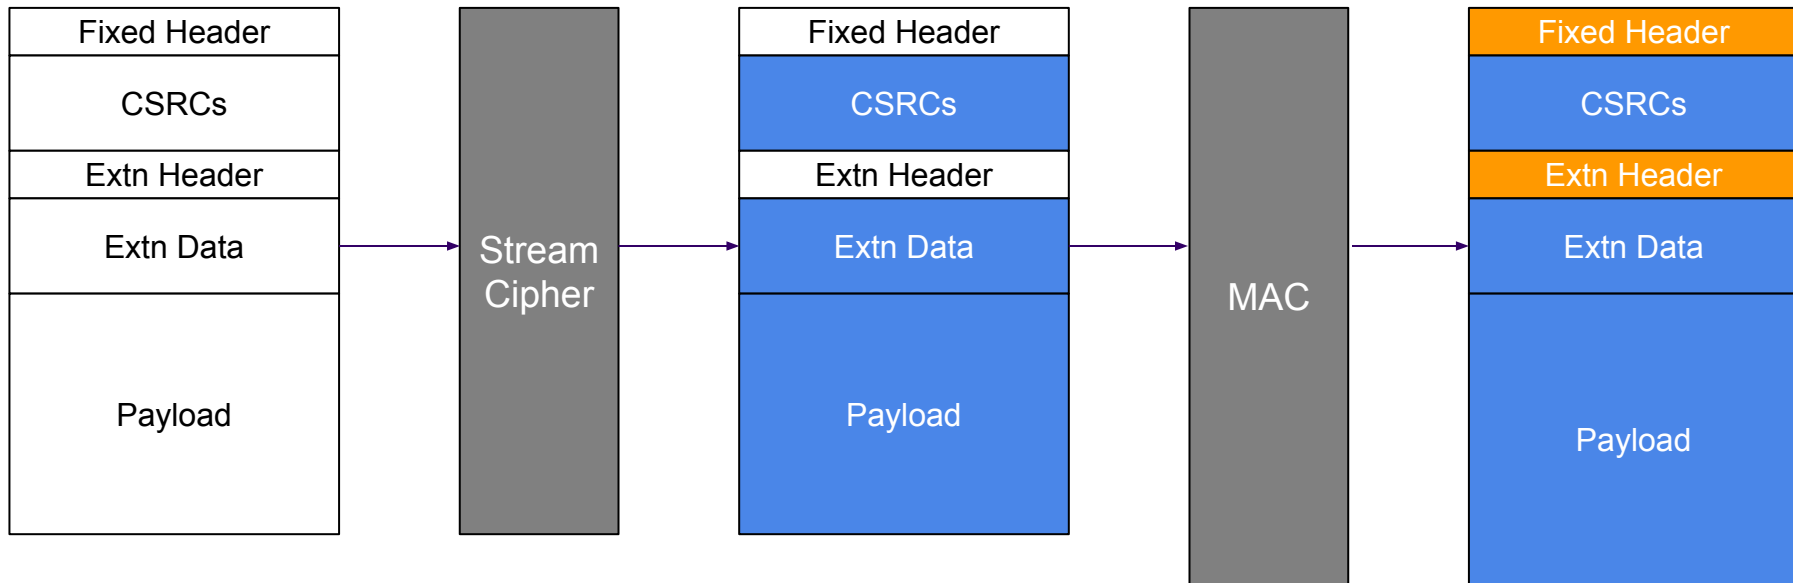 Fixed Header
CSRCs
Extn Header
Extn Data
Payload
Stream
Cipher
Fixed Header
CSRCs
Extn Header
Extn Data
Payload
MAC
Fixed Header
CSRCs
Extn Header
Extn Data
Payload